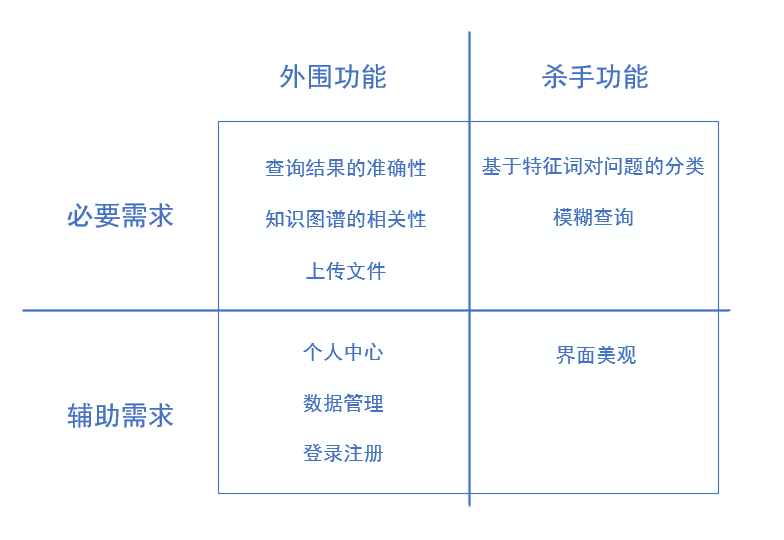 外围功能
杀手功能
必要需求
查询结果的准确性
知识图谱的相关性
上传文件
基于特征词对问题的分类
模糊查询
辅助需求
个人中心
数据管理
登录注册
界面美观